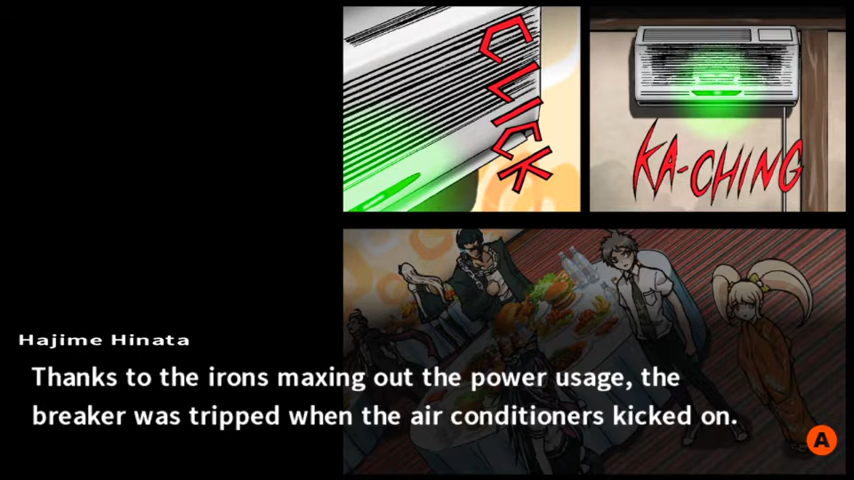 CLICK
KA-CHING
Hajime Hinata
Thanks to the irons maxing out the power usage, the
breaker was tripped when the air conditioners kicked on.
A